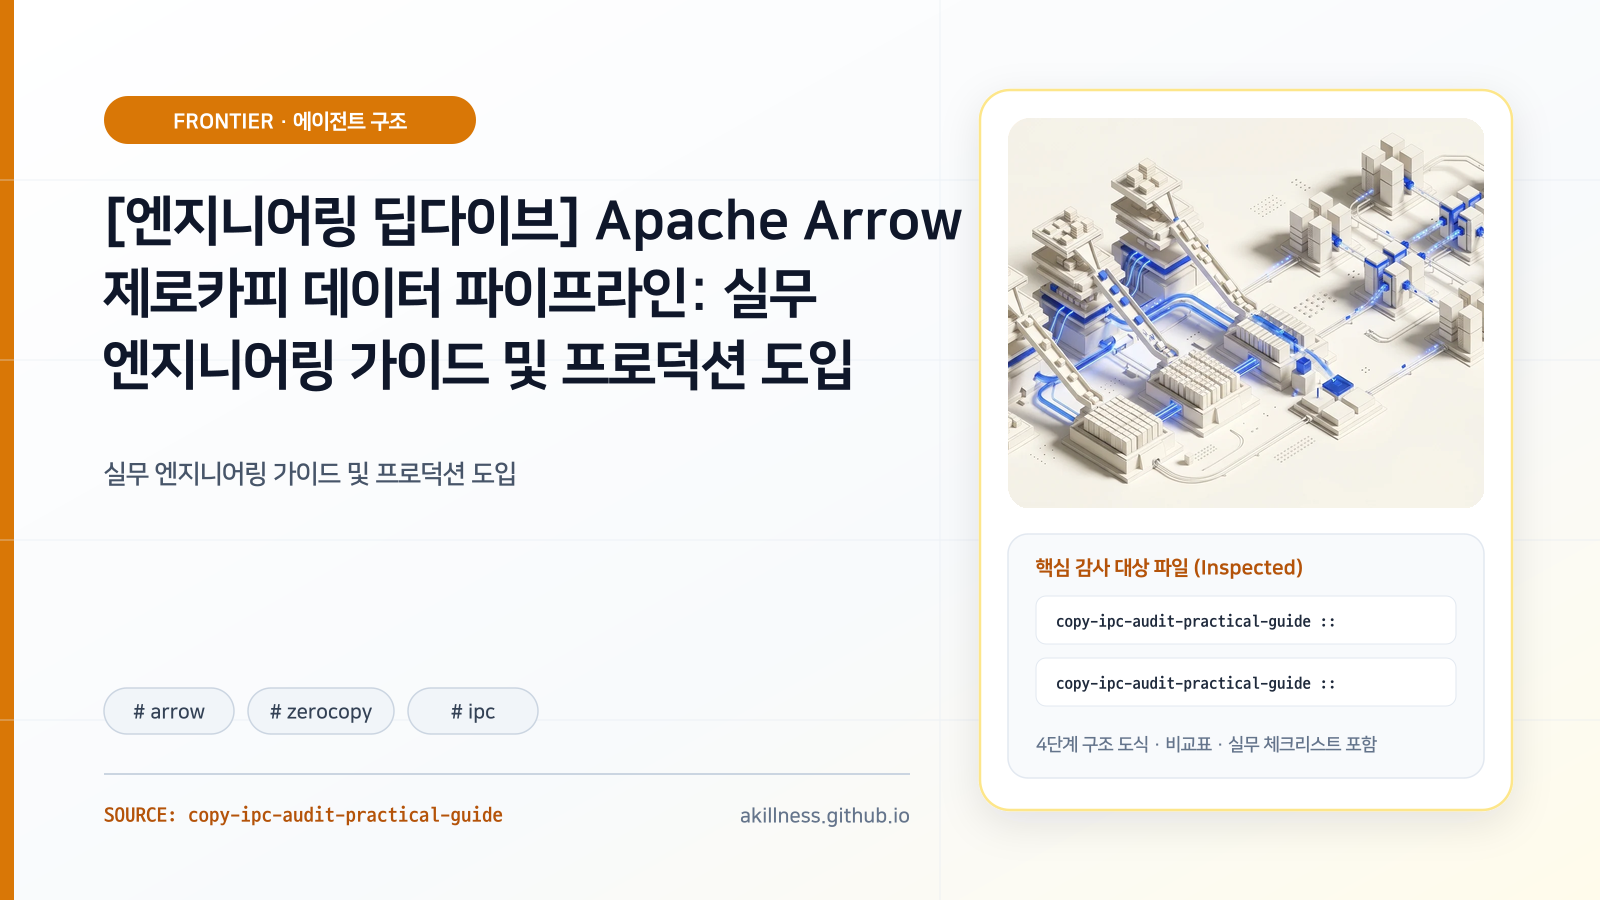 FRONTIER · 에이전트 구조
[엔지니어링 딥다이브] Apache Arrow
제로카피 데이터 파이프라인: 실무
엔지니어링 가이드 및 프로덕션 도입
실무 엔지니어링 가이드 및 프로덕션 도입
# arrow
# zerocopy
# ipc
SOURCE: copy-ipc-audit-practical-guide
akillness.github.io
핵심 감사 대상 파일 (Inspected)
copy-ipc-audit-practical-guide ::
copy-ipc-audit-practical-guide ::
4단계 구조 도식 · 비교표 · 실무 체크리스트 포함